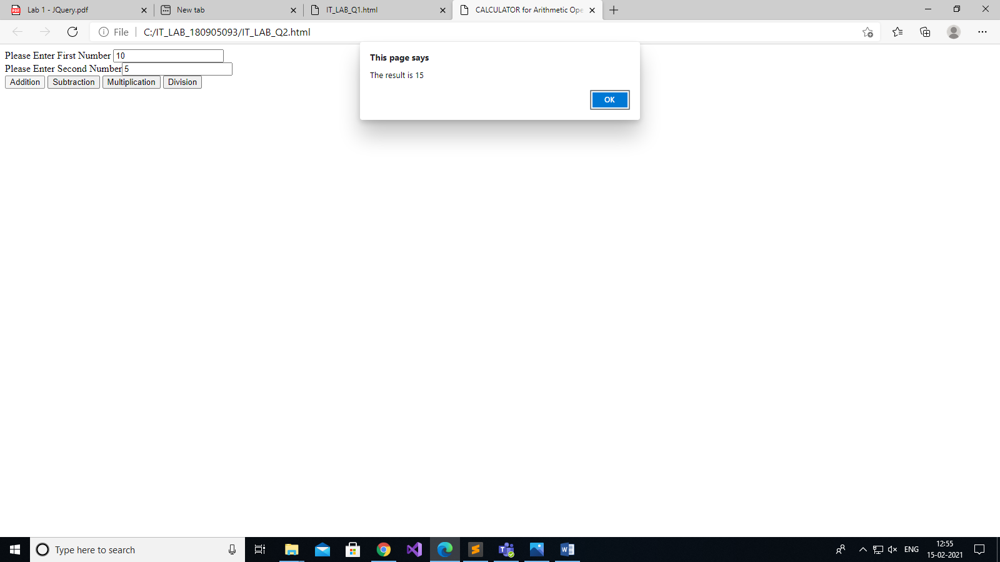 Lab 1 - JQuery.pdf
New tab
IT_LAB_Q1.html
CALCULATOR for Arithmetic Ope
File
C:/IT_LAB_180905093/IT_LAB_Q2.html
Please Enter First Number 10
Please Enter Second Number 5
Addition Subtraction Multiplication Division
This page says
The result is 15
OK
Type here to search
ENG
12:55
15-02-2021